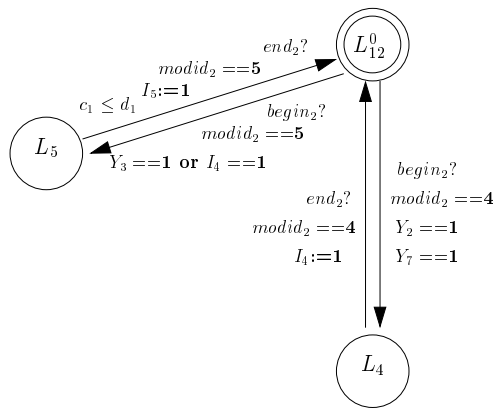 end₂?
L⁰₁₂
modid₂ ==5
I₅:=1
c₁ ≤ d₁
begin₂?
modid₂ ==5
Y₃ ==1 or I₄ ==1
L₅
end₂?
modid₂ ==4
I₄:=1
begin₂?
modid₂ ==4
Y₂ ==1
Y₇ ==1
L₄